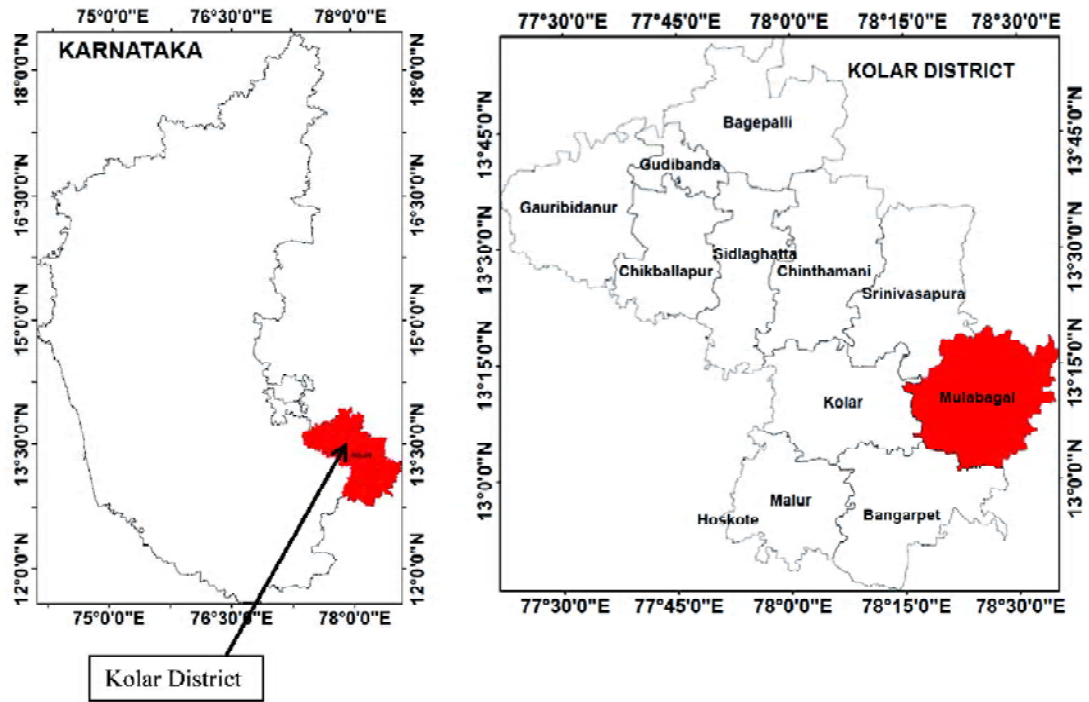 75°0'0"E 76°30'0"E 78°0'0"E
KARNATAKA
18°0'0"N
16°30'0"N
15°0'0"N
13°30'0"N
12°0'0"N
18°0'0"N
16°30'0"N
15°0'0"N
13°30'0"N
12°0'0"N
75°0'0"E 76°30'0"E 78°0'0"E
Kolar District
77°30'0"E 77°45'0"E 78°0'0"E 78°15'0"E 78°30'0"E
KOLAR DISTRICT
13°45'0"N
13°30'0"N
13°15'0"N
13°0'0"N
Bagepalli
Gudibanda
Gauribidanur
Sidlaghatta
Chikballapur
Chinthamani
Srinivasapura
Mulabagal
Kolar
Malur
Hoskote
Bangarpet
13°45'0"N
13°30'0"N
13°15'0"N
13°0'0"N
77°30'0"E 77°45'0"E 78°0'0"E 78°15'0"E 78°30'0"E